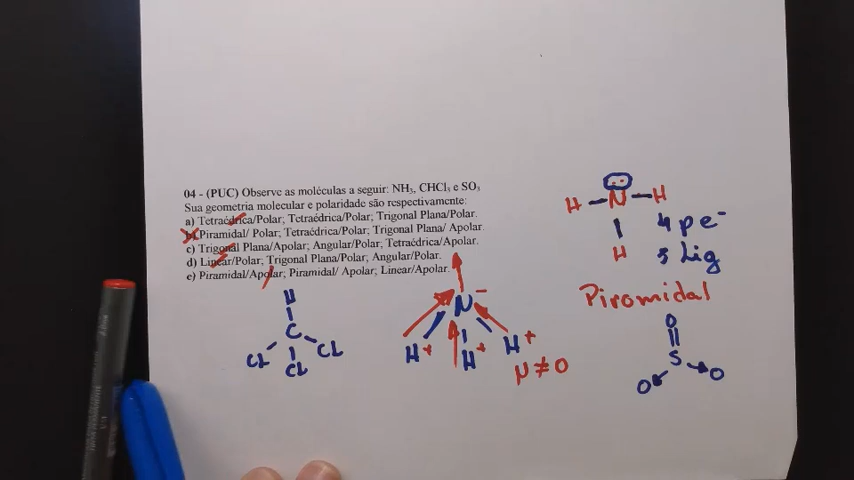 04 - (PUC) Observe as moléculas a seguir: NH3, CHCl3 e SO3
Sua geometria molecular e polaridade são respectivamente:
a) Tetraédrica/Polar; Tetraédrica/Polar; Trigonal Plana/Polar.
b) Piramidal/ Polar; Tetraédrica/Polar; Trigonal Plana/ Apolar
c) Trigonal Plana/Apolar; Angular/Polar; Tetraédrica/Apolar.
d) Linear/Polar; Trigonal Plana/Polar; Angular/Polar.
e) Piramidal/Apolar; Piramidal/ Apolar; Linear/Apolar.
H N H
H
4 pe-
3 Lig
Piramidal
H
C
CL CL CL
N -
H+ H+ H+
μ ≠ 0
O
S
O O